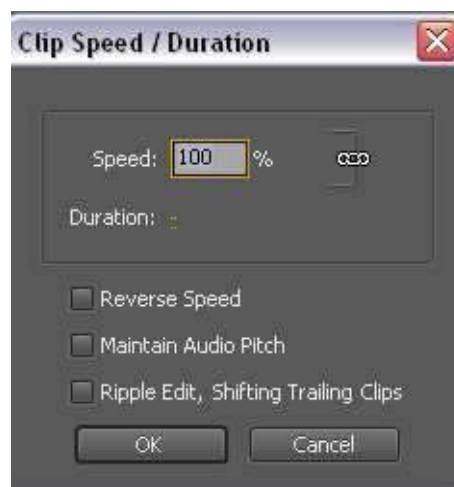 Clip Speed / Duration
Speed: 100 %
Duration: ;;
Reverse Speed
Maintain Audio Pitch
Ripple Edit, Shifting Trailing Clips
OK Cancel